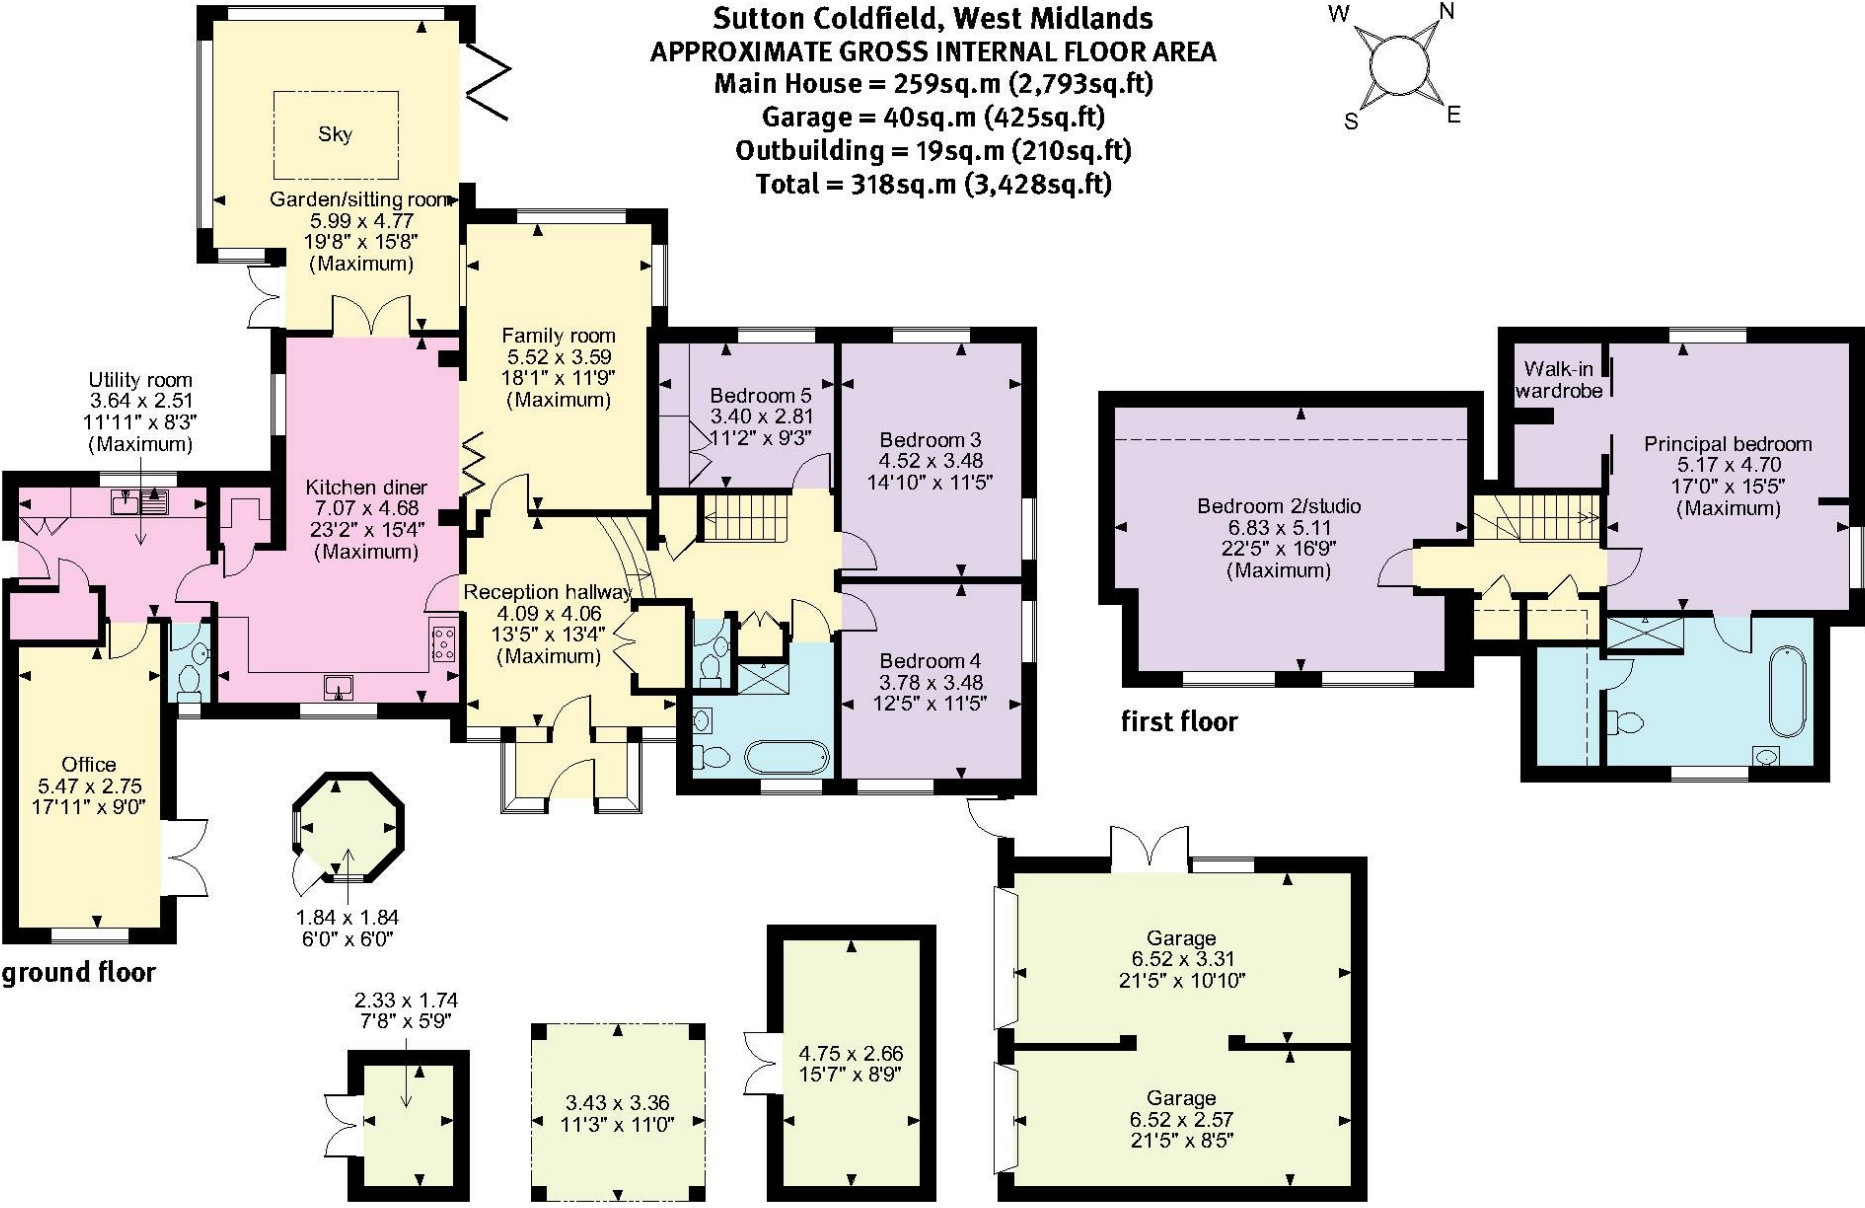 Sutton Coldfield, West Midlands
APPROXIMATE GROSS INTERNAL FLOOR AREA
Main House = 259sq.m (2,793sq.ft)
Garage = 40sq.m (425sq.ft)
Outbuilding = 19sq.m (210sq.ft)
Total = 318sq.m (3,428sq.ft)
W
N
S
E
Sky
Garden/sitting room
5.99 x 4.77
19'8" x 15'8"
(Maximum)
Family room
5.52 x 3.59
18'1" x 11'9"
(Maximum)
Utility room
3.64 x 2.51
11'11" x 8'3"
(Maximum)
Kitchen diner
7.07 x 4.68
23'2" x 15'4"
(Maximum)
Bedroom 5
3.40 x 2.81
11'2" x 9'3"
Bedroom 3
4.52 x 3.48
14'10" x 11'5"
Reception hallway
4.09 x 4.06
13'5" x 13'4"
(Maximum)
Bedroom 4
3.78 x 3.48
12'5" x 11'5"
Office
5.47 x 2.75
17'11" x 9'0"
Walk-in
wardrobe
Principal bedroom
5.17 x 4.70
17'0" x 15'5"
(Maximum)
Bedroom 2/studio
6.83 x 5.11
22'5" x 16'9"
(Maximum)
first floor
1.84 x 1.84
6'0" x 6'0"
ground floor
2.33 x 1.74
7'8" x 5'9"
3.43 x 3.36
11'3" x 11'0"
4.75 x 2.66
15'7" x 8'9"
Garage
6.52 x 3.31
21'5" x 10'10"
Garage
6.52 x 2.57
21'5" x 8'5"